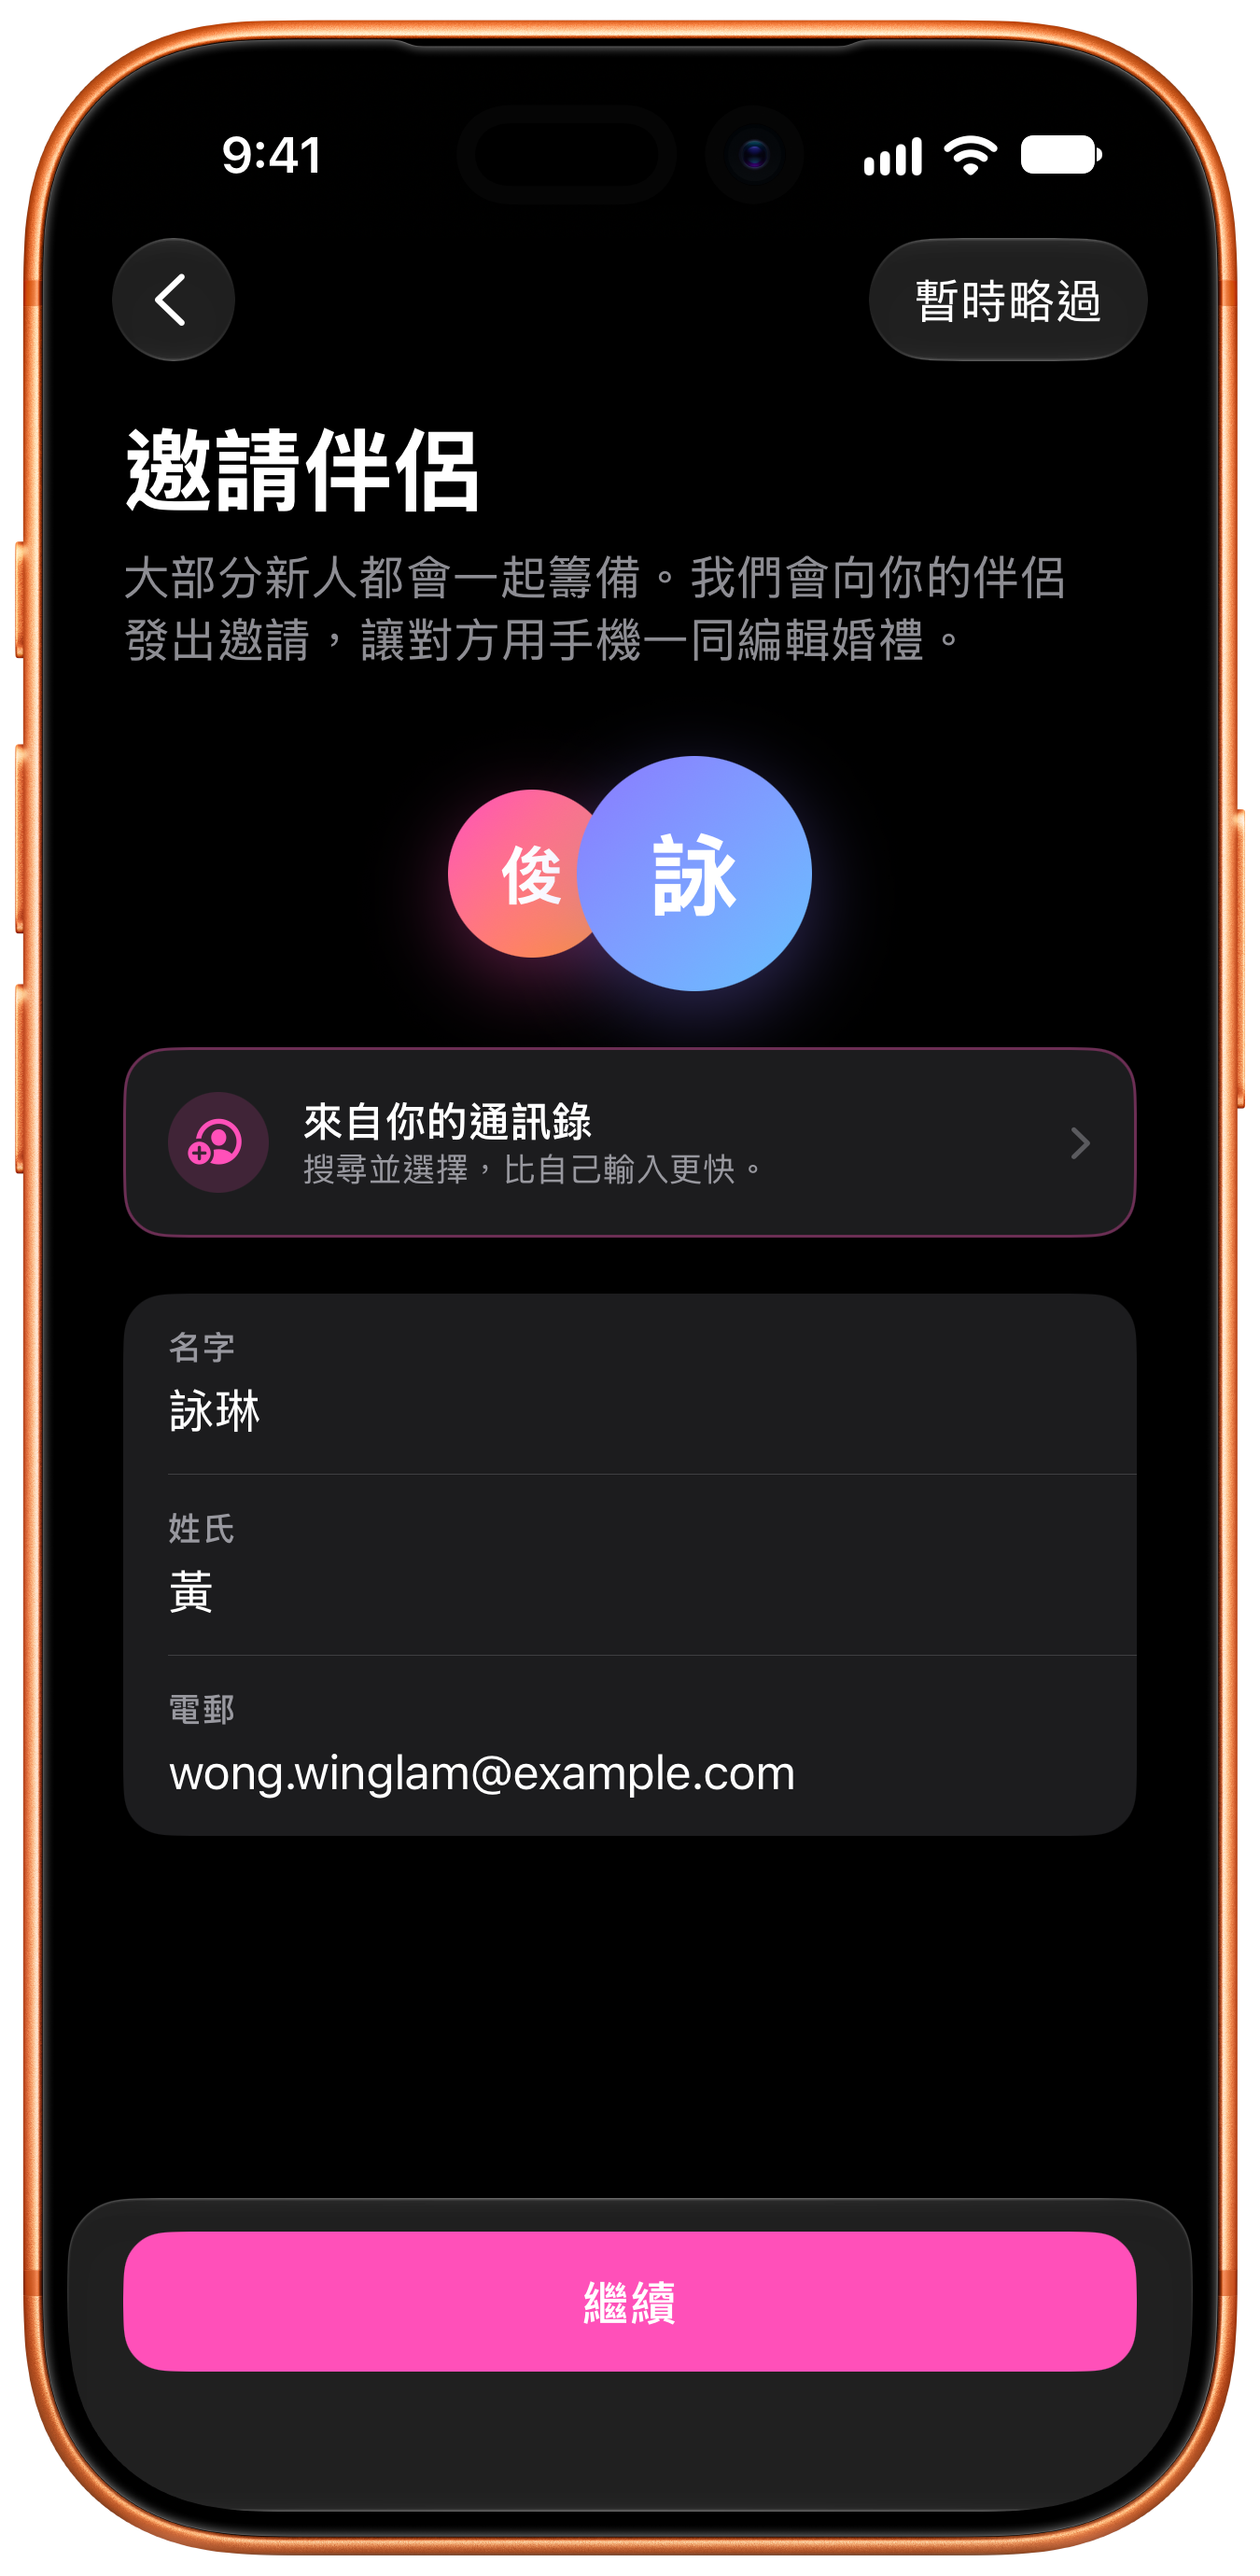 9:41
暫時略過
邀請伴侶
大部分新人都會一起籌備。我們會向你的伴侶
發出邀請，讓對方用手機一同編輯婚禮。
俊
詠
來自你的通訊錄
搜尋並選擇，比自己輸入更快。
名字
詠琳
姓氏
黃
電郵
wong.winglam@example.com
繼續